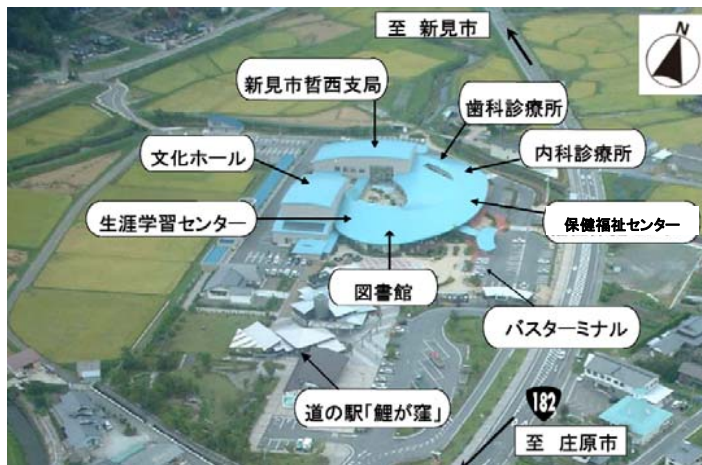 至 新見市
N
新見市哲西支局
歯科診療所
文化ホール
内科診療所
生涯学習センター
保健福祉センター
図書館
バスターミナル
道の駅「鯉が窪」
182
至 庄原市